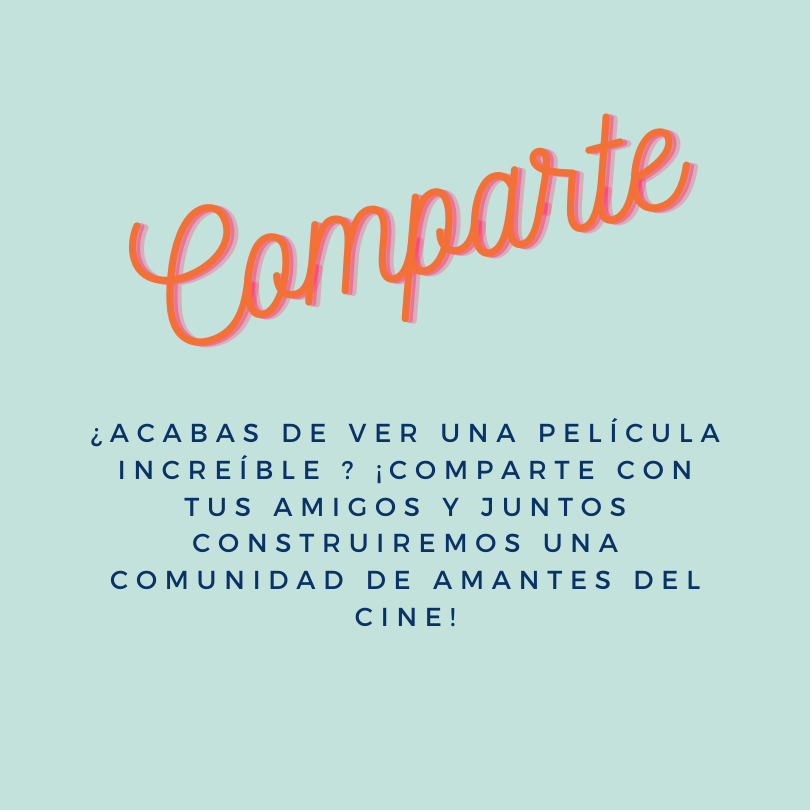 Comparte
¿ACABAS DE VER UNA PELÍCULA
INCREÍBLE ? ¡COMPARTE CON
TUS AMIGOS Y JUNTOS
CONSTRUIREMOS UNA
COMUNIDAD DE AMANTES DEL
CINE!